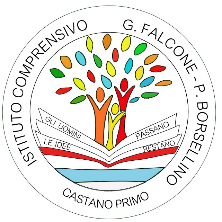 ISTITUTO COMPRENSIVO G. FALCONE - P. BORSELLINO
GLI UOMINI PASSANO
LE IDEE RESTANO
CASTANO PRIMO